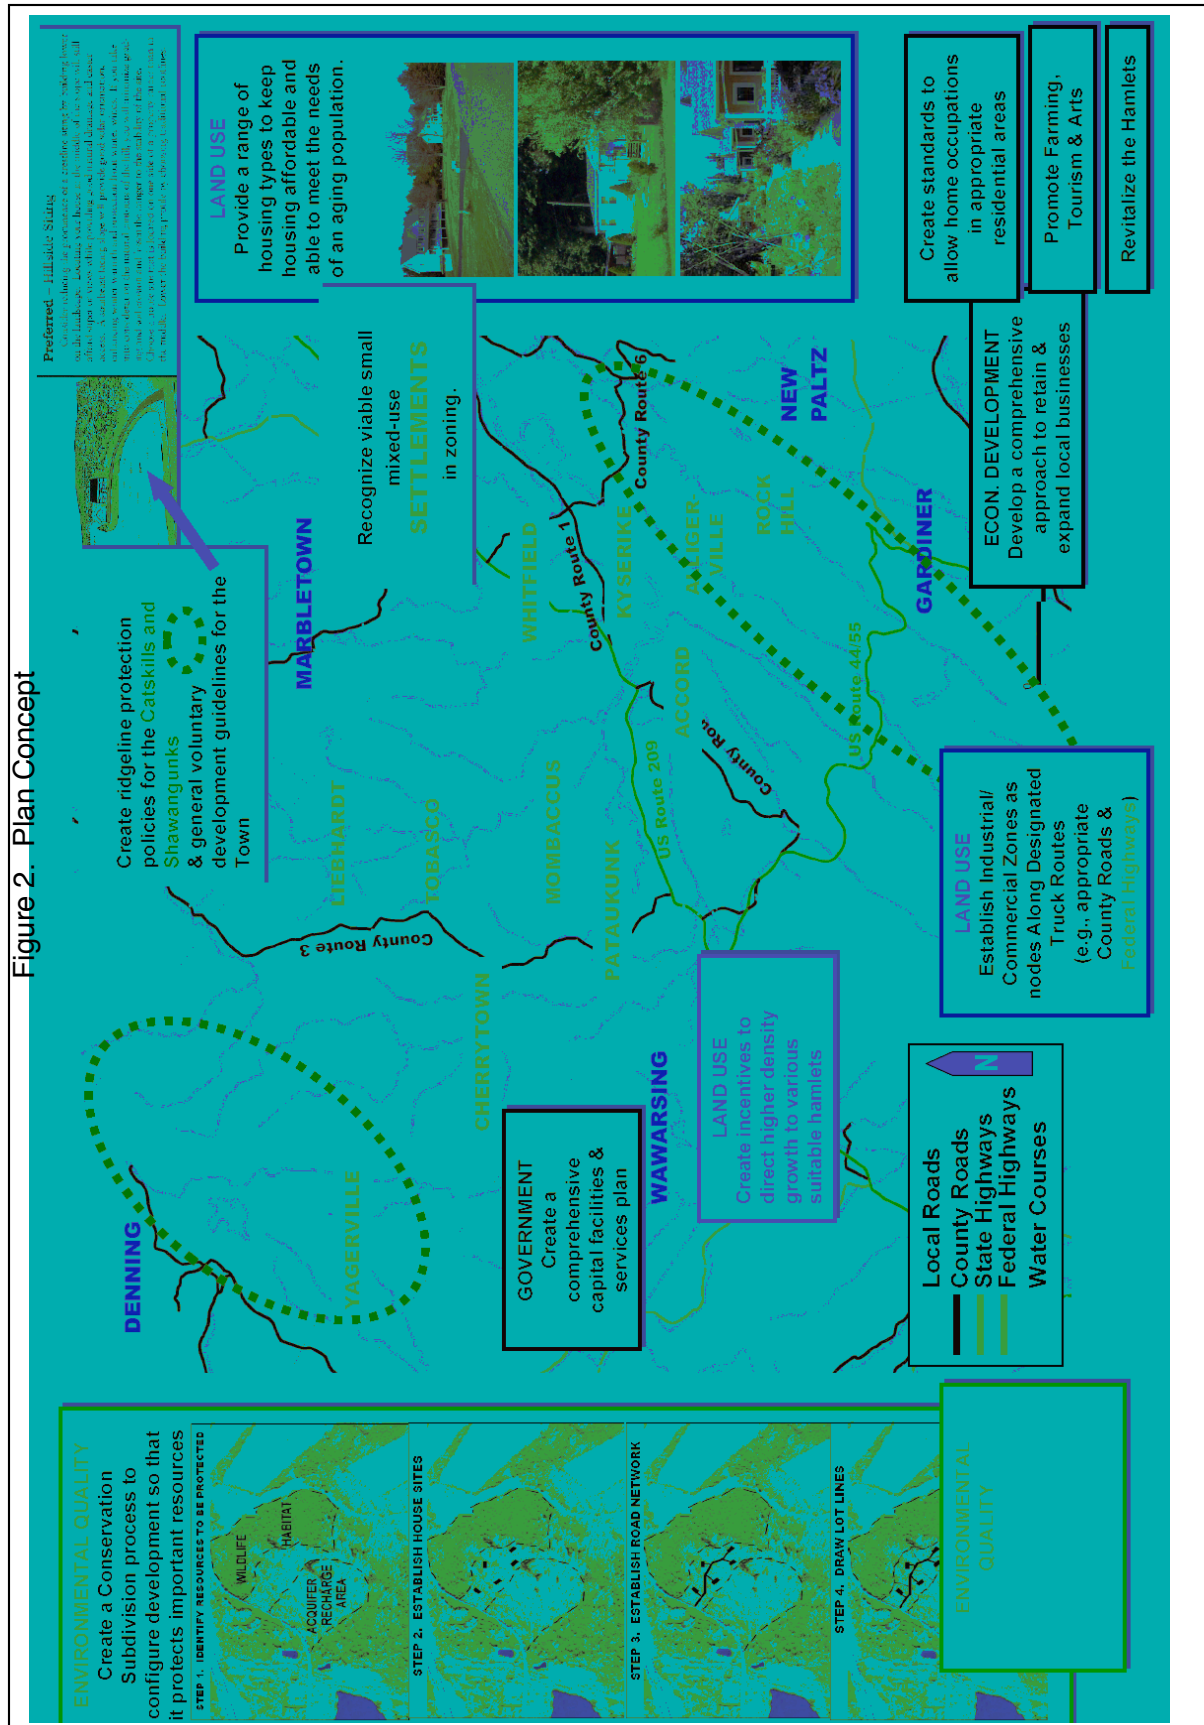 Figure 2. Plan Concept
ENVIRONMENTAL QUALITY
Create a Conservation
Subdivision process to
configure development so that
it protects important resources
STEP 1. IDENTIFY RESOURCES TO BE PROTECTED
WILDLIFE
HABITAT
ACQUIFER
RECHARGE
AREA
STEP 2. ESTABLISH HOUSE SITES
STEP 3. ESTABLISH ROAD NETWORK
STEP 4. DRAW LOT LINES
ENVIRONMENTAL
QUALITY
DENNING
YAGERVILLE
GOVERNMENT
Create a
comprehensive
capital facilities &
services plan
CHERRYTOWN
WAWARSING
LAND USE
Create incentives to
direct higher density
growth to various
suitable hamlets
N
Local Roads
County Roads
State Highways
Federal Highways
Water Courses
Create ridgeline protection
policies for the Catskills and
Shawangunks
& general voluntary
development guidelines for the
Town
County Route 3
LIEBNARDT
TOBASCO
MOMBACCUS
PATAUKUNK
US Route 209
ACCORD
County Rou
US Route 44/55
LAND USE
Establish Industrial/
Commercial Zones as
nodes Along Designated
Truck Routes
(e.g., appropriate
County Roads &
Federal Highways)
Preferred – Hillside Siting
MARBLETOWN
Recognize viable small
mixed-use
SETTLEMENTS
in zoning.
WHITFIELD
County Route 1
KYSERIKE
County Route 6
ALLIGER-
VILLE
ROCK
HILL
NEW
PALTZ
GARDINER
LAND USE
Provide a range of
housing types to keep
housing affordable and
able to meet the needs
of an aging population.
ECON. DEVELOPMENT
Develop a comprehensive
approach to retain &
expand local businesses
Create standards to
allow home occupations
in appropriate
residential areas
Promote Farming,
Tourism & Arts
Revitalize the Hamlets